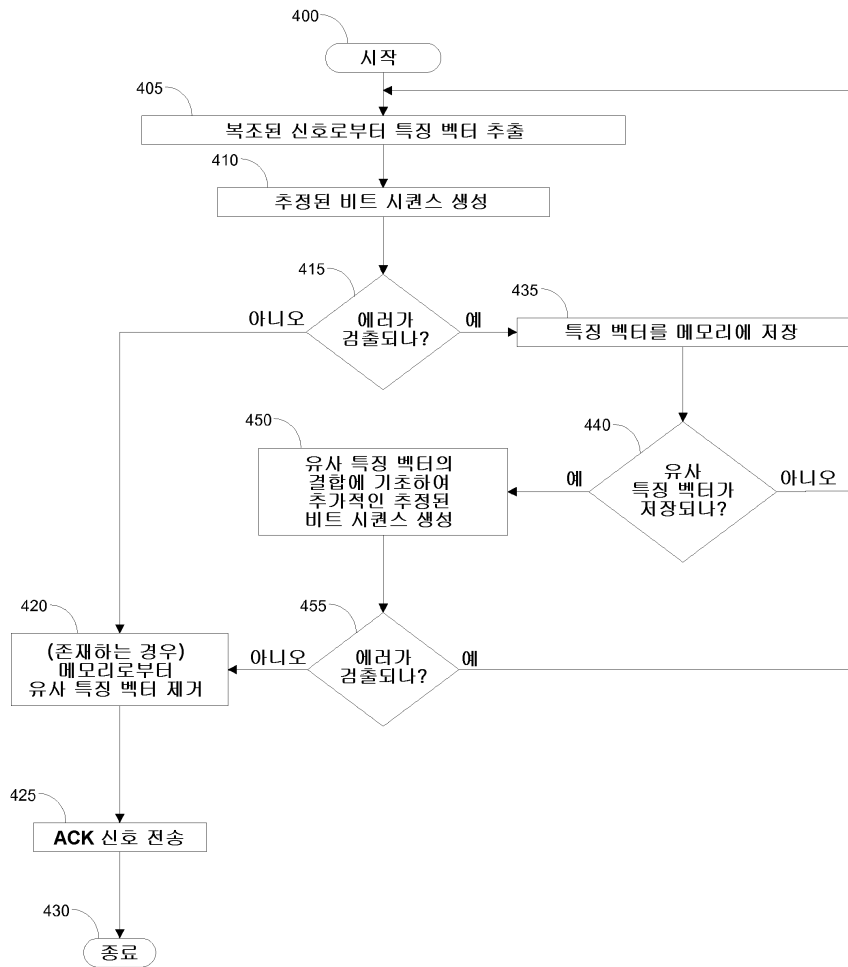 400
시작
405
복조된 신호로부터 특징 벡터 추출
410
추정된 비트 시퀀스 생성
415
에러가
검출되나?
아니오
예
435
특징 벡터를 메모리에 저장
440
유사
특징 벡터가
저장되나?
예
아니오
450
유사 특징 벡터의
결합에 기초하여
추가적인 추정된
비트 시퀀스 생성
455
에러가
검출되나?
아니오
예
420
(존재하는 경우)
메모리로부터
유사 특징 벡터 제거
425
ACK 신호 전송
430
종료